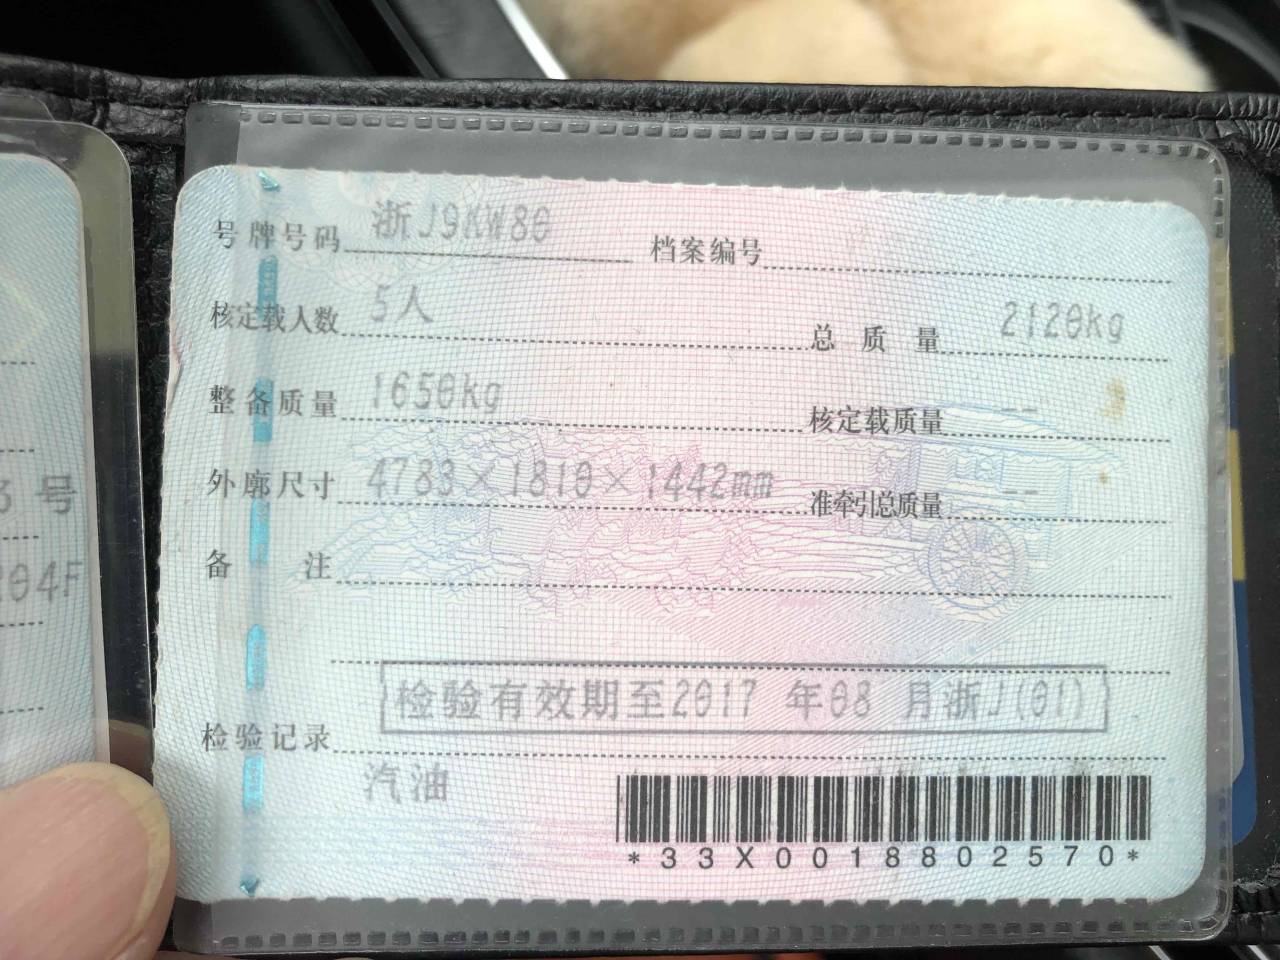 号牌号码 浙J9KW80 档案编号
核定载人数 5人 总质量 2120kg
整备质量 1650kg 核定载质量 --
外廓尺寸 4783×1810×1442mm 准牵引总质量 --
备注
检验有效期至2017 年08 月浙J(01)
检验记录
汽油
*33X0018802570*
号
04F